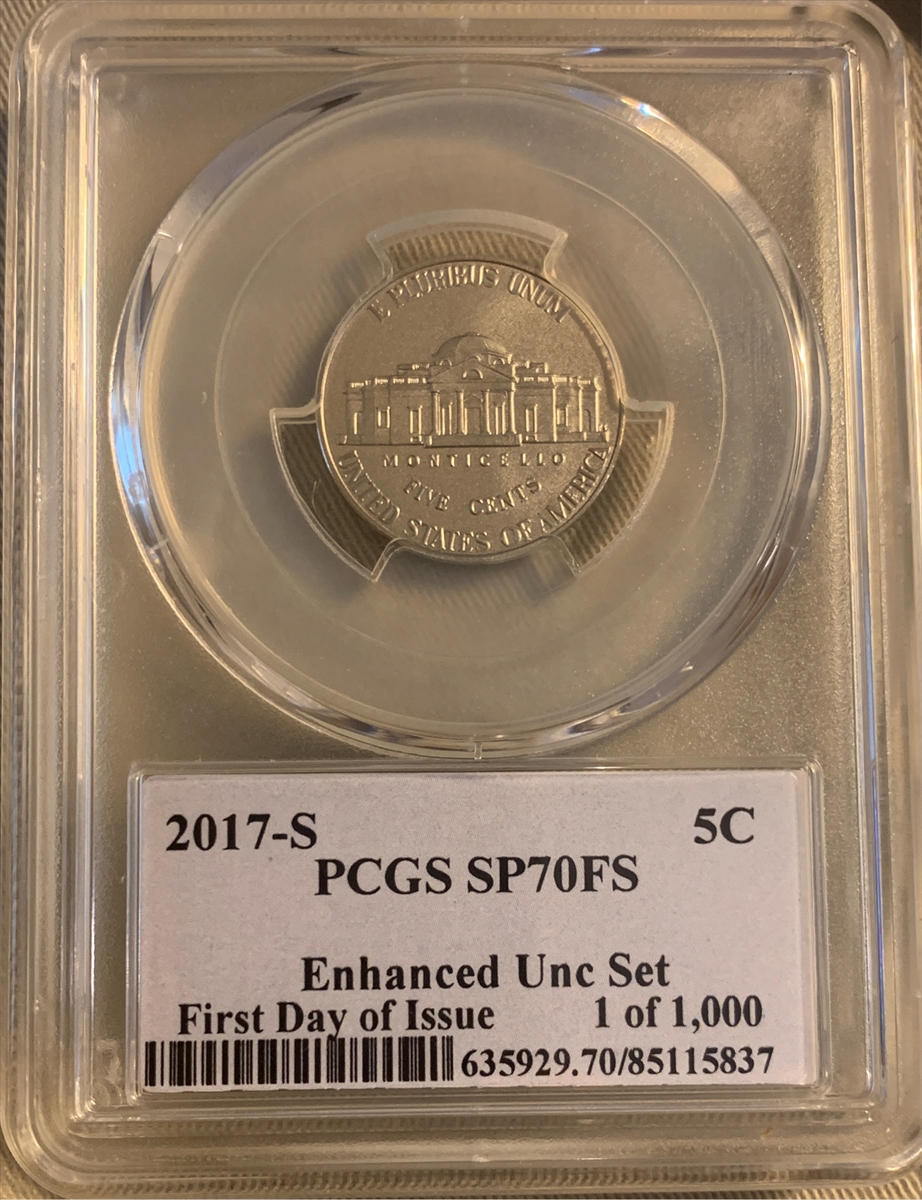 E PLURIBUS UNUM
MONTICELLO
FIVE CENTS
UNITED STATES OF AMERICA
2017-S 5C
PCGS SP70FS
Enhanced Unc Set
First Day of Issue 1 of 1,000
635929.70/85115837